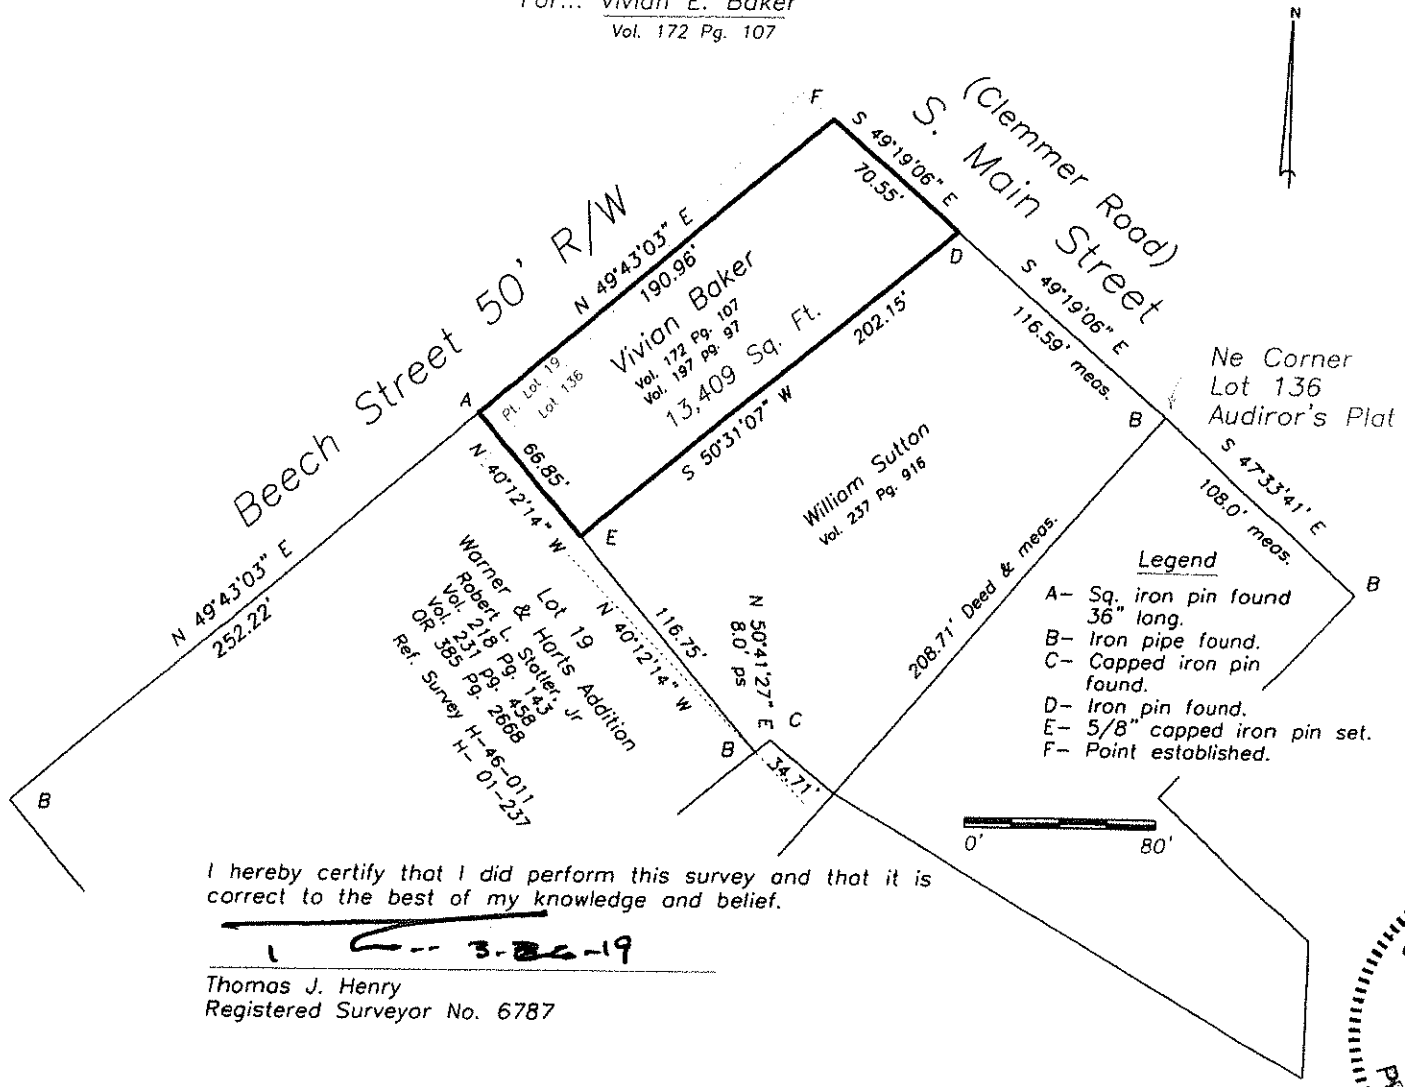 For... Vivian E. Baker
Vol. 172 Pg. 107
N
F
S 49°19'06" E
70.55'
S. Main Street
(Clemmer Road)
Beech Street 50' R/W
N 49°43'03" E
190.96'
Vivian Baker
Vol. 172 Pg. 107
Vol. 197 pg. 97
13,409 Sq. Ft.
Pt. Lot 19
Lot 136
202.15'
S 50°31'07" W
D
S 49°19'06" E
116.59' meas.
Ne Corner
Lot 136
Audiror's Plat
B
S 47°33'41" E
108.0' meas.
B
A
66.85'
N 40°12'14" W
E
William Sutton
Vol. 237 Pg. 916
208.71' Deed & meas.
N 49°43'03" E
252.22'
B
Lot 19
Warner & Harts Addition
Robert L. Statler, Jr
Vol. 218 Pg. 143
Vol. 231 pg. 458
OR 385 Pg. 2668
Ref. Survey H-46-011
H- 01-237
116.75'
N 40°12'14" W
N 50°41'27" E
8.0' ps
C
B
34.71'
Legend
A- Sq. iron pin found
36" long.
B- Iron pipe found.
C- Capped iron pin
found.
D- Iron pin found.
E- 5/8" capped iron pin set.
F- Point established.
0' 80'
I hereby certify that I did perform this survey and that it is
correct to the best of my knowledge and belief.
Thomas J. Henry
Registered Surveyor No. 6787